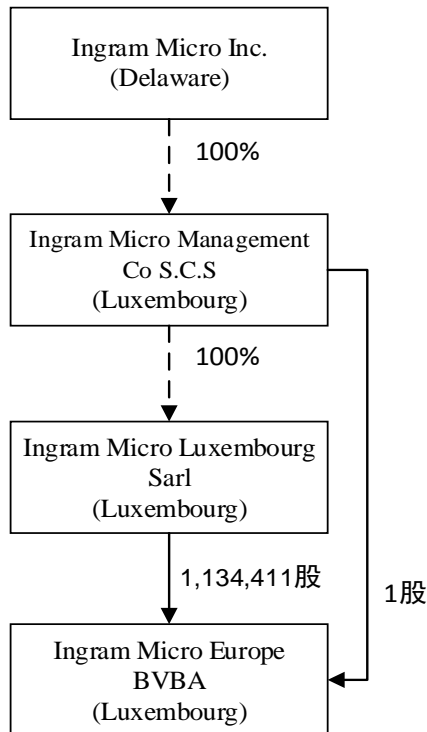 Ingram Micro Inc.
(Delaware)
100%
Ingram Micro Management
Co S.C.S
(Luxembourg)
100%
Ingram Micro Luxembourg
Sarl
(Luxembourg)
1,134,411股
1股
Ingram Micro Europe
BVBA
(Luxembourg)